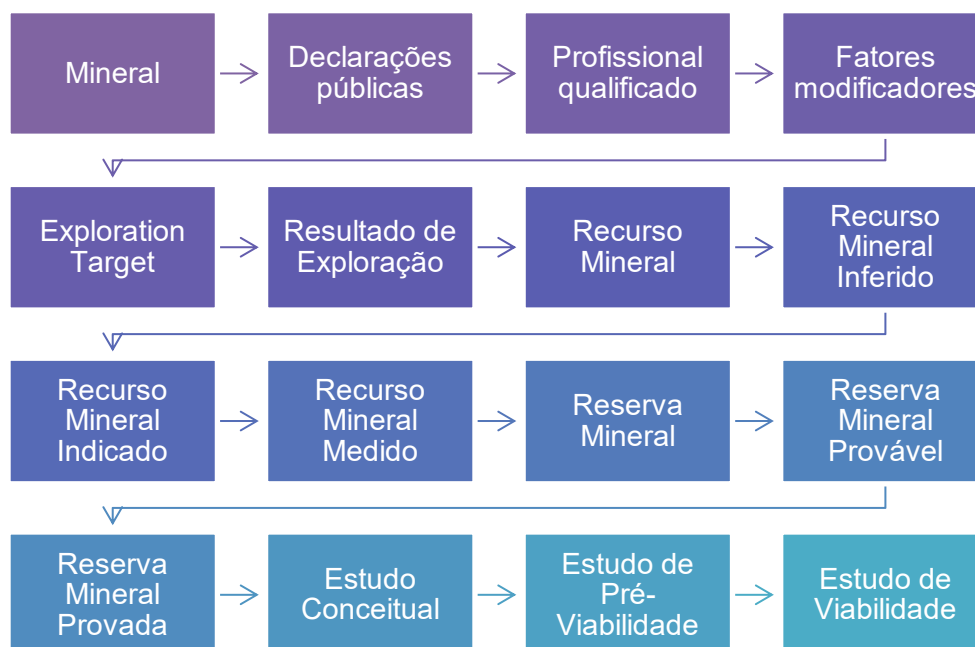 Mineral
Declarações
públicas
Profissional
qualificado
Fatores
modificadores
Exploration
Target
Resultado de
Exploração
Recurso
Mineral
Recurso
Mineral
Inferido
Recurso
Mineral
Indicado
Recurso
Mineral
Medido
Reserva
Mineral
Reserva
Mineral
Provável
Reserva
Mineral
Provada
Estudo
Conceitual
Estudo de
Pré-
Viabilidade
Estudo de
Viabilidade